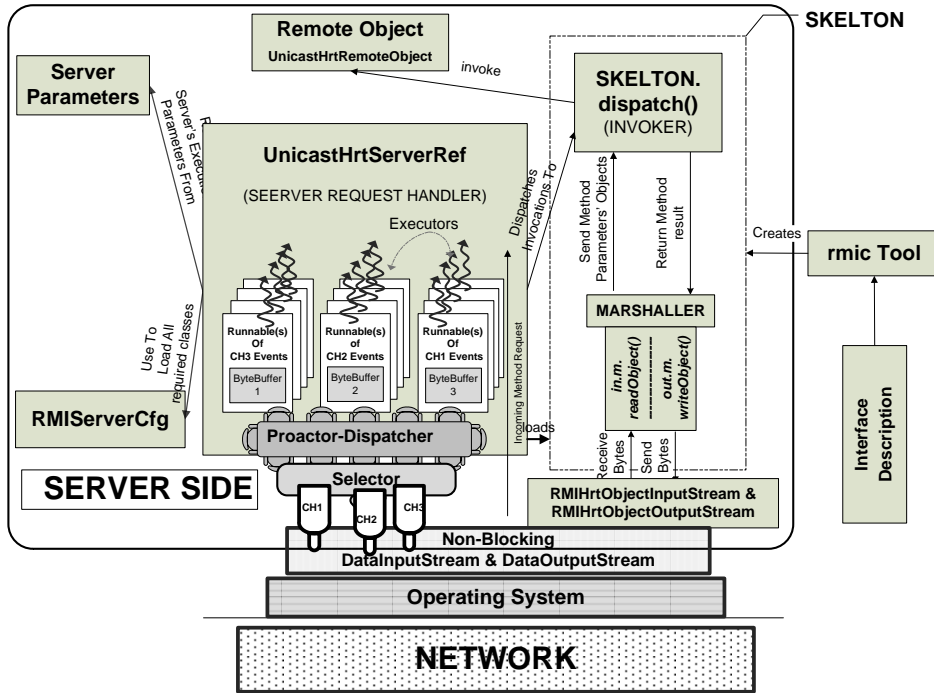 Remote Object
UnicastHrtRemoteObject
SKELTON
invoke
Server
Parameters
SKELTON.
dispatch()
(INVOKER)
Server's Execution
Parameters From
UnicastHrtServerRef
(SEERVER REQUEST HANDLER)
Executors
Dispatches
Invocations To
Send Method
Parameters' Objects
Return Method
result
Creates
rmic Tool
Runnable(s)
Of
CH3 Events
ByteBuffer
1
Runnable(s)
of
CH2 Events
ByteBuffer
2
Runnable(s)
Of
CH1 Events
ByteBuffer
3
MARSHALLER
in.m.
readObject()
----------------
out.m.
writeObject()
Use To
Load All
required classes
RMIServerCfg
Incoming Method Request
loads
Proactor-Dispatcher
Selector
Receive
Bytes
Send
Bytes
Interface
Description
SERVER SIDE
CH1
CH2
CH3
RMIHrtObjectInputStream &
RMIHrtObjectOutputStream
Non-Blocking
DataInputStream & DataOutputStream
Operating System
NETWORK